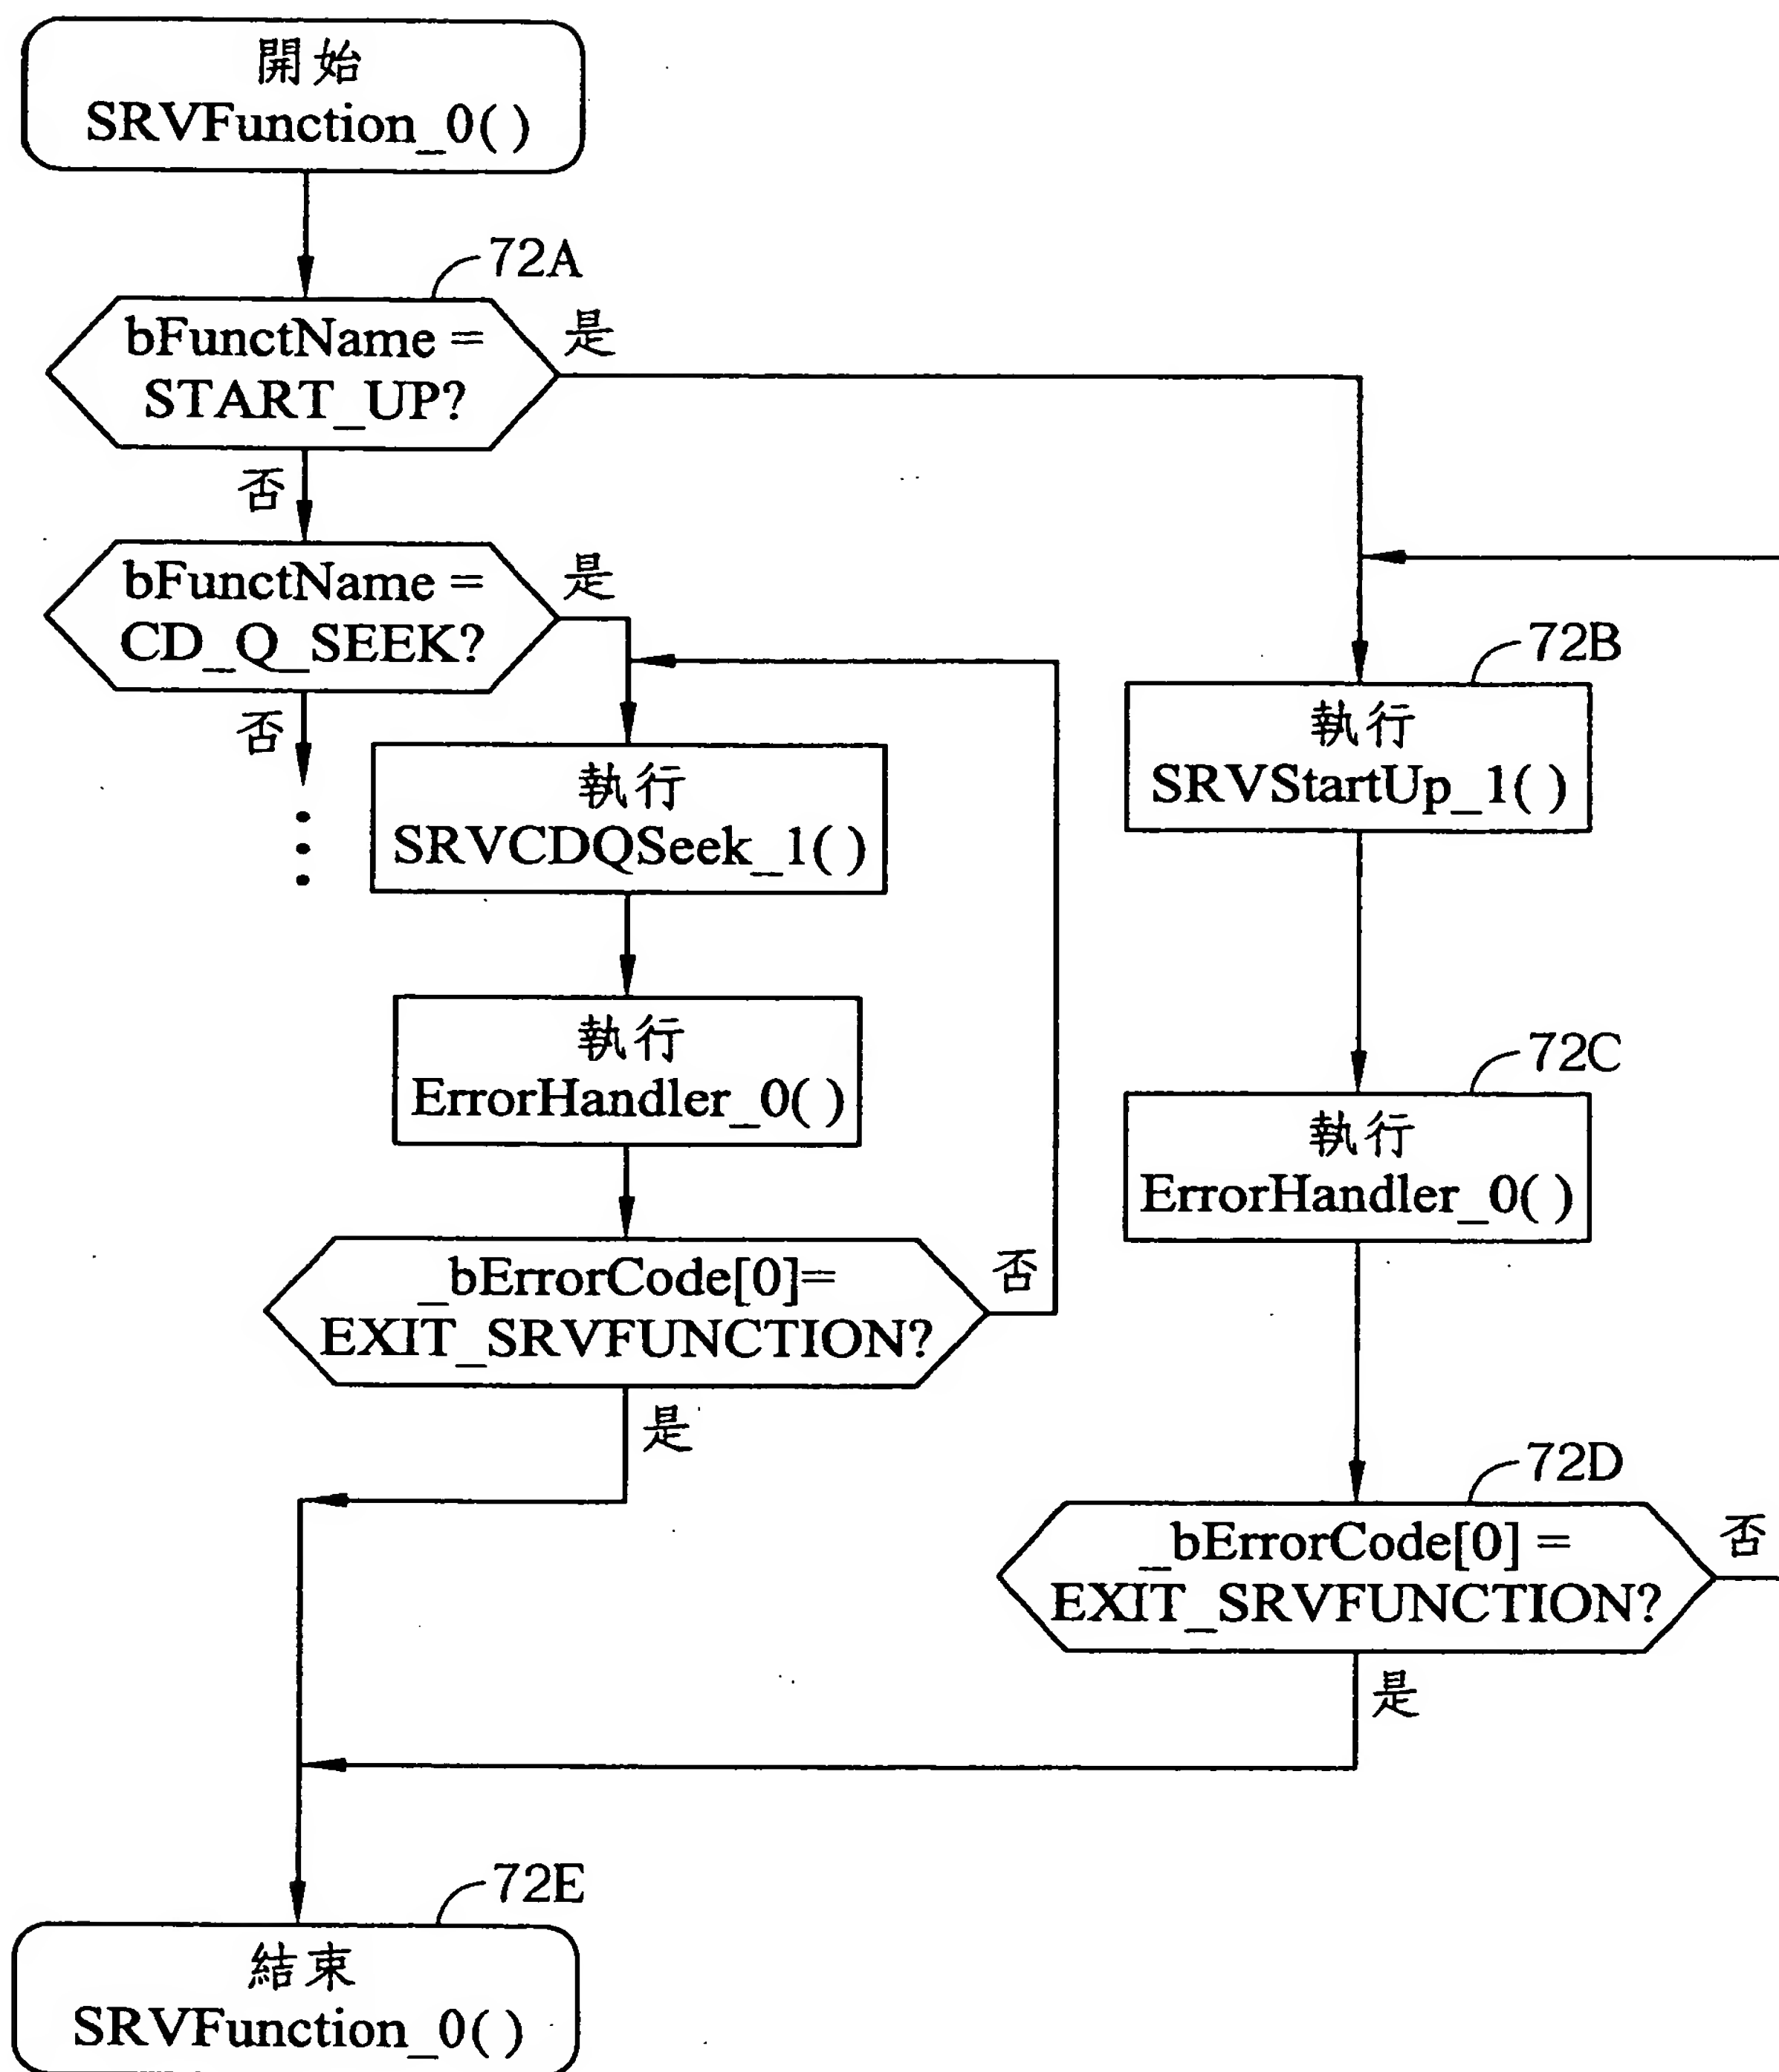 開始
SRVFunction_0( )
72A
bFunctName =
START_UP?
是
否
bFunctName =
CD_Q_SEEK?
是
否
執行
SRVCDQSeek_1( )
執行
ErrorHandler_0( )
_bErrorCode[0]=
EXIT_SRVFUNCTION?
否
是
72B
執行
SRVStartUp_1( )
72C
執行
ErrorHandler_0( )
72D
_bErrorCode[0] =
EXIT_SRVFUNCTION?
否
是
72E
結束
SRVFunction_0( )